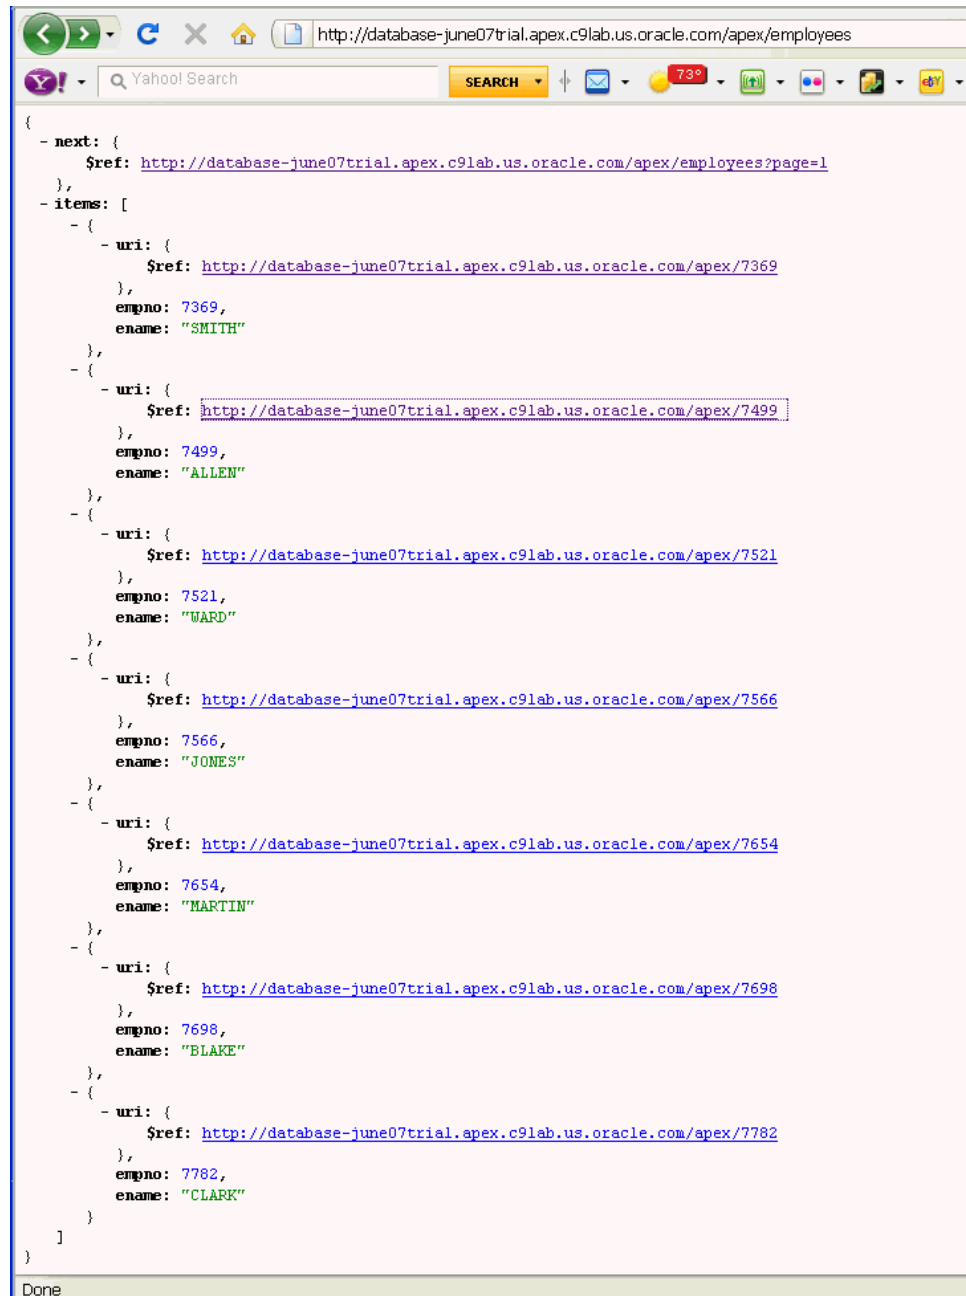 http://database-june07trial.apex.c9lab.us.oracle.com/apex/employees
Y! Yahoo! Search SEARCH 73° ebY
{
- next: {
$ref: http://database-june07trial.apex.c9lab.us.oracle.com/apex/employees?page=1
},
- items: [
- {
- uri: {
$ref: http://database-june07trial.apex.c9lab.us.oracle.com/apex/7369
},
empno: 7369,
ename: "SMITH"
},
- {
- uri: {
$ref: http://database-june07trial.apex.c9lab.us.oracle.com/apex/7499
},
empno: 7499,
ename: "ALLEN"
},
- {
- uri: {
$ref: http://database-june07trial.apex.c9lab.us.oracle.com/apex/7521
},
empno: 7521,
ename: "WARD"
},
- {
- uri: {
$ref: http://database-june07trial.apex.c9lab.us.oracle.com/apex/7566
},
empno: 7566,
ename: "JONES"
},
- {
- uri: {
$ref: http://database-june07trial.apex.c9lab.us.oracle.com/apex/7654
},
empno: 7654,
ename: "MARTIN"
},
- {
- uri: {
$ref: http://database-june07trial.apex.c9lab.us.oracle.com/apex/7698
},
empno: 7698,
ename: "BLAKE"
},
- {
- uri: {
$ref: http://database-june07trial.apex.c9lab.us.oracle.com/apex/7782
},
empno: 7782,
ename: "CLARK"
}
]
}
Done